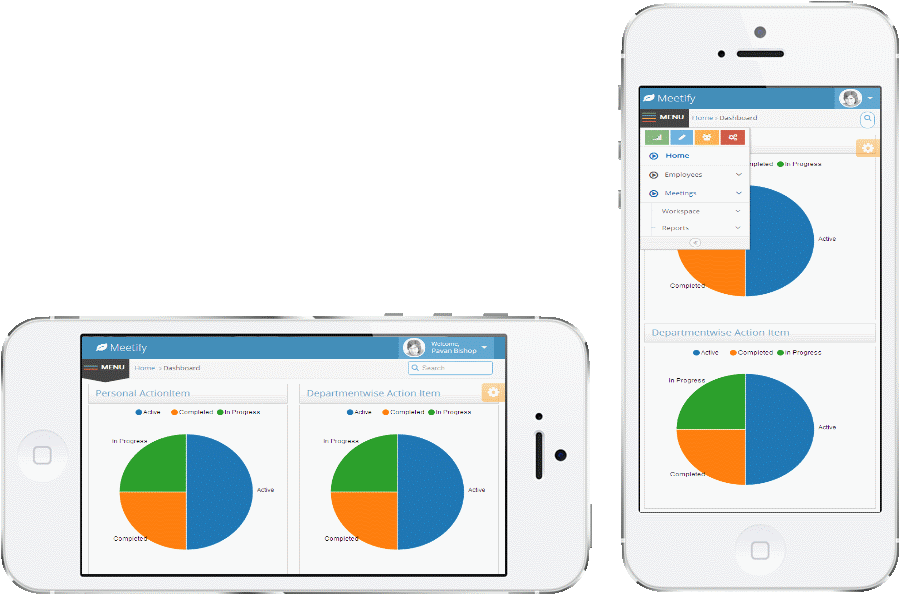 Meetify
Welcome,
Pavan Bishop
MENU
Home > Dashboard
Search
Personal ActionItem
Departmentwise Action Item
Active Completed In Progress
Active Completed In Progress
In Progress
Active
Completed
In Progress
Active
Completed
Meetify
MENU
Home > Dashboard
Home
Employees
Meetings
Workspace
Reports
In Progress
Active
Completed
Departmentwise Action Item
Active Completed In Progress
In Progress
Active
Completed